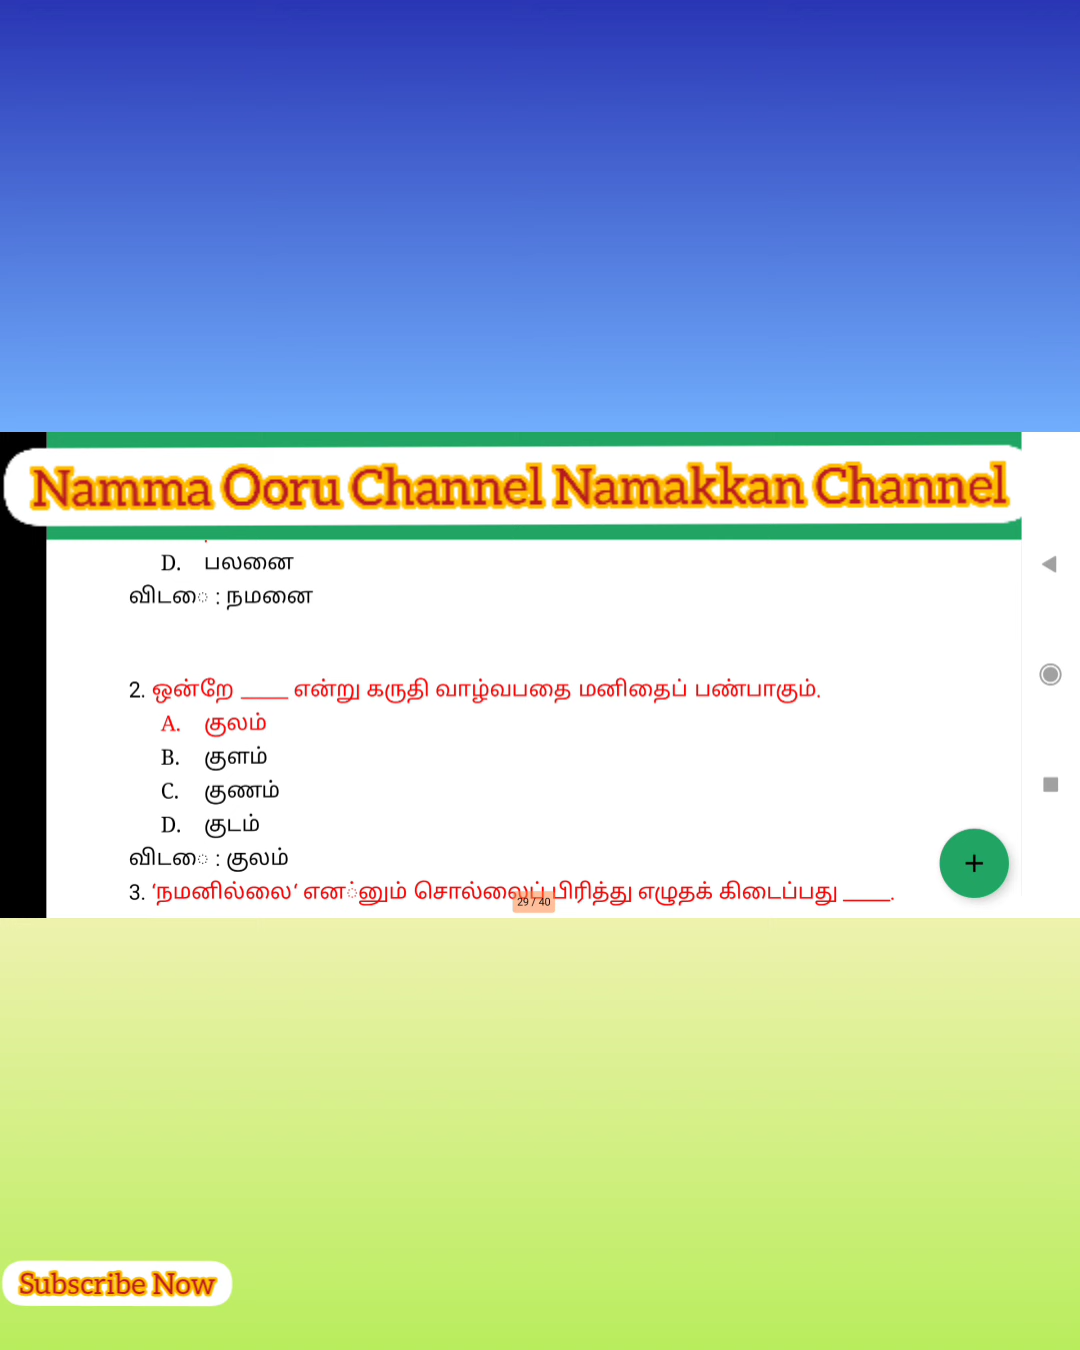 Namma Ooru Channel Namakkan Channel
D. பலனை
விடை : நமனை
2. ஒன்றே ____ என்று கருதி வாழ்வபதை மனிதைப் பண்பாகும்.
A. குலம்
B. குளம்
C. குணம்
D. குடம்
விடை : குலம்
3. ‘நமனில்லை’ என்னும் சொல்லைப் பிரித்து எழுதக் கிடைப்பது ____.
29 / 40
Subscribe Now